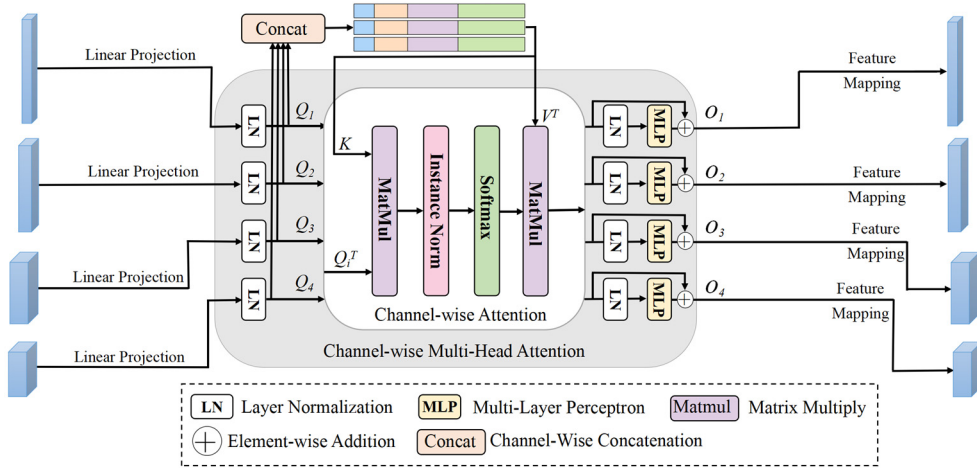 Concat
Linear Projection
Linear Projection
Linear Projection
Linear Projection
LN
LN
LN
LN
Q1
Q2
Q3
Q4
K
QiT
VT
MatMul
Instance Norm
Softmax
MatMul
Channel-wise Attention
Channel-wise Multi-Head Attention
LN
MLP
O1
LN
MLP
O2
LN
MLP
O3
LN
MLP
O4
Feature
Mapping
Feature
Mapping
Feature
Mapping
Feature
Mapping
LN Layer Normalization MLP Multi-Layer Perceptron Matmul Matrix Multiply
Element-wise Addition Concat Channel-Wise Concatenation